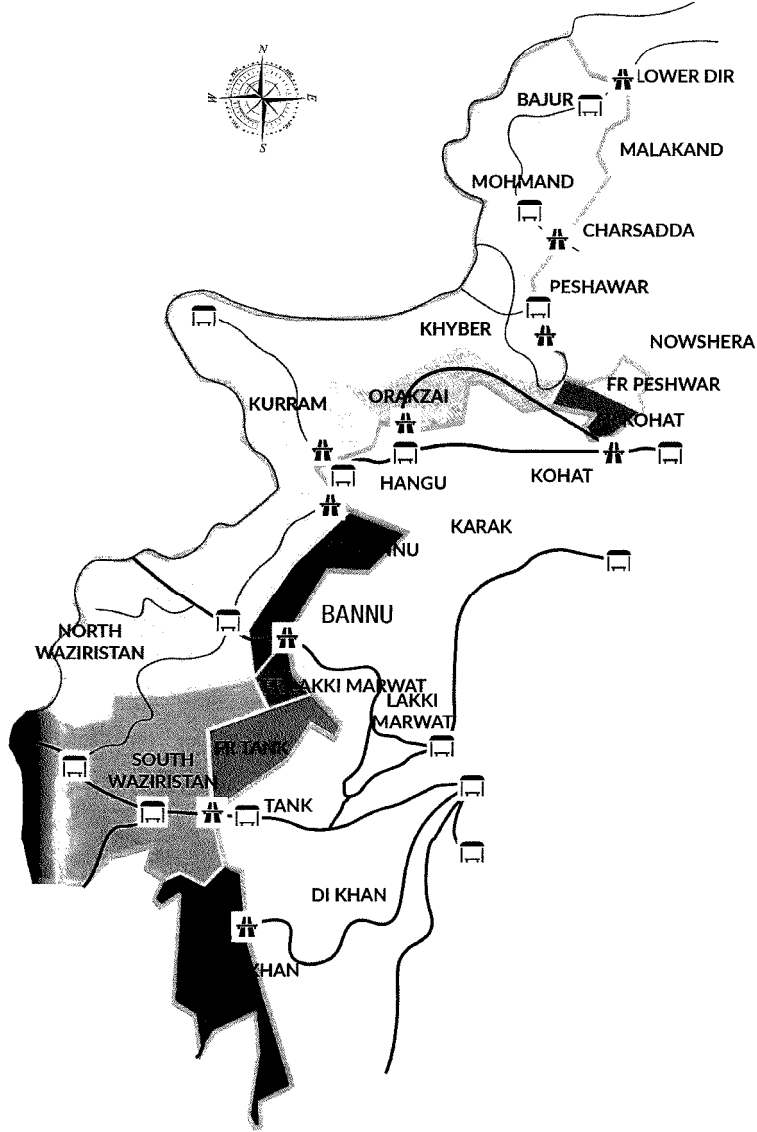 N
W
E
S
LOWER DIR
BAJUR
MALAKAND
MOHMAND
CHARSADDA
PESHAWAR
KHYBER
NOWSHERA
FR PESHWAR
ORAKZAI
KURRAM
KOHAT
KOHAT
HANGU
KARAK
BANNU
NORTH
WAZIRISTAN
LAKKI MARWAT
LAKKI
MARWAT
FR TANK
SOUTH
WAZIRISTAN
TANK
DI KHAN
KHAN